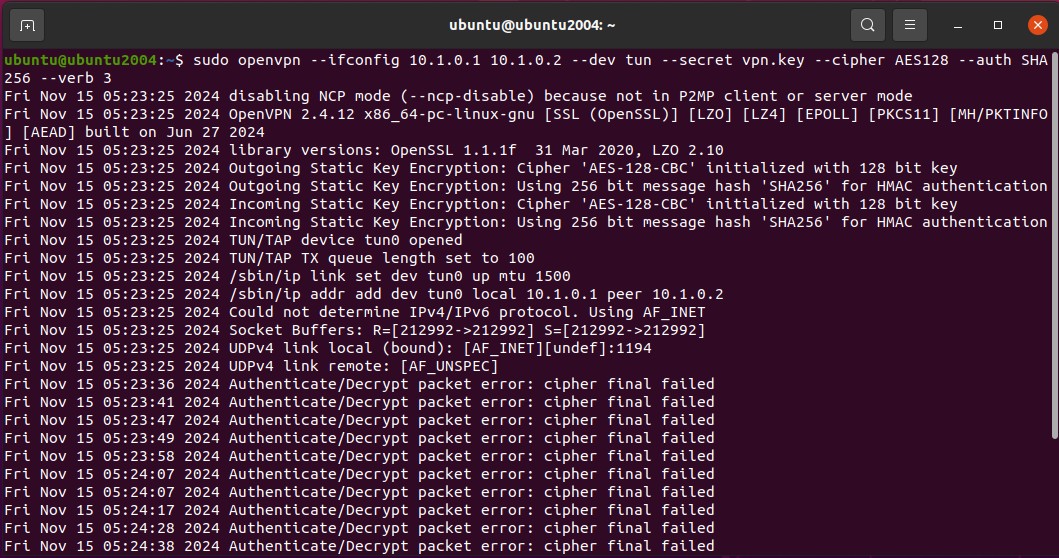 ubuntu@ubuntu2004: ~
ubuntu@ubuntu2004:~$ sudo openvpn --ifconfig 10.1.0.1 10.1.0.2 --dev tun --secret vpn.key --cipher AES128 --auth SHA
256 --verb 3
Fri Nov 15 05:23:25 2024 disabling NCP mode (--ncp-disable) because not in P2MP client or server mode
Fri Nov 15 05:23:25 2024 OpenVPN 2.4.12 x86_64-pc-linux-gnu [SSL (OpenSSL)] [LZO] [LZ4] [EPOLL] [PKCS11] [MH/PKTINFO
] [AEAD] built on Jun 27 2024
Fri Nov 15 05:23:25 2024 library versions: OpenSSL 1.1.1f  31 Mar 2020, LZO 2.10
Fri Nov 15 05:23:25 2024 Outgoing Static Key Encryption: Cipher 'AES-128-CBC' initialized with 128 bit key
Fri Nov 15 05:23:25 2024 Outgoing Static Key Encryption: Using 256 bit message hash 'SHA256' for HMAC authentication
Fri Nov 15 05:23:25 2024 Incoming Static Key Encryption: Cipher 'AES-128-CBC' initialized with 128 bit key
Fri Nov 15 05:23:25 2024 Incoming Static Key Encryption: Using 256 bit message hash 'SHA256' for HMAC authentication
Fri Nov 15 05:23:25 2024 TUN/TAP device tun0 opened
Fri Nov 15 05:23:25 2024 TUN/TAP TX queue length set to 100
Fri Nov 15 05:23:25 2024 /sbin/ip link set dev tun0 up mtu 1500
Fri Nov 15 05:23:25 2024 /sbin/ip addr add dev tun0 local 10.1.0.1 peer 10.1.0.2
Fri Nov 15 05:23:25 2024 Could not determine IPv4/IPv6 protocol. Using AF_INET
Fri Nov 15 05:23:25 2024 Socket Buffers: R=[212992->212992] S=[212992->212992]
Fri Nov 15 05:23:25 2024 UDPv4 link local (bound): [AF_INET][undef]:1194
Fri Nov 15 05:23:25 2024 UDPv4 link remote: [AF_UNSPEC]
Fri Nov 15 05:23:36 2024 Authenticate/Decrypt packet error: cipher final failed
Fri Nov 15 05:23:41 2024 Authenticate/Decrypt packet error: cipher final failed
Fri Nov 15 05:23:47 2024 Authenticate/Decrypt packet error: cipher final failed
Fri Nov 15 05:23:49 2024 Authenticate/Decrypt packet error: cipher final failed
Fri Nov 15 05:23:58 2024 Authenticate/Decrypt packet error: cipher final failed
Fri Nov 15 05:24:07 2024 Authenticate/Decrypt packet error: cipher final failed
Fri Nov 15 05:24:07 2024 Authenticate/Decrypt packet error: cipher final failed
Fri Nov 15 05:24:17 2024 Authenticate/Decrypt packet error: cipher final failed
Fri Nov 15 05:24:28 2024 Authenticate/Decrypt packet error: cipher final failed
Fri Nov 15 05:24:38 2024 Authenticate/Decrypt packet error: cipher final failed